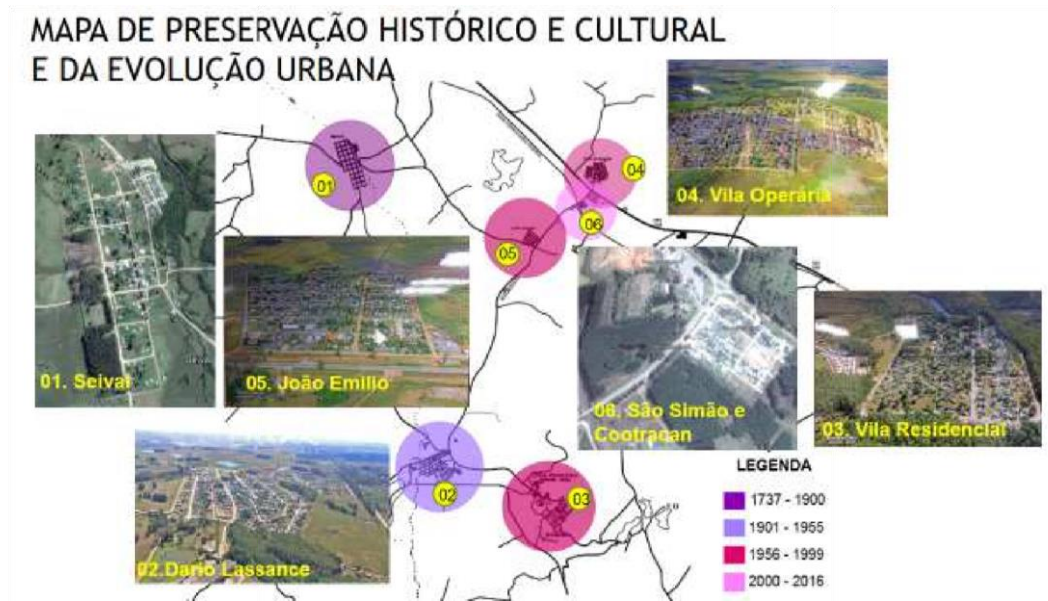 MAPA DE PRESERVAÇÃO HISTÓRICO E CULTURAL
E DA EVOLUÇÃO URBANA
01
04
04. Vila Operária
06
05
01. Seival
05. João Emilio
06. São Simão e
Cootracan
03. Vila Residencial
02
03
02.Dario Lassance
LEGENDA
1737 - 1900
1901 - 1955
1956 - 1999
2000 - 2016